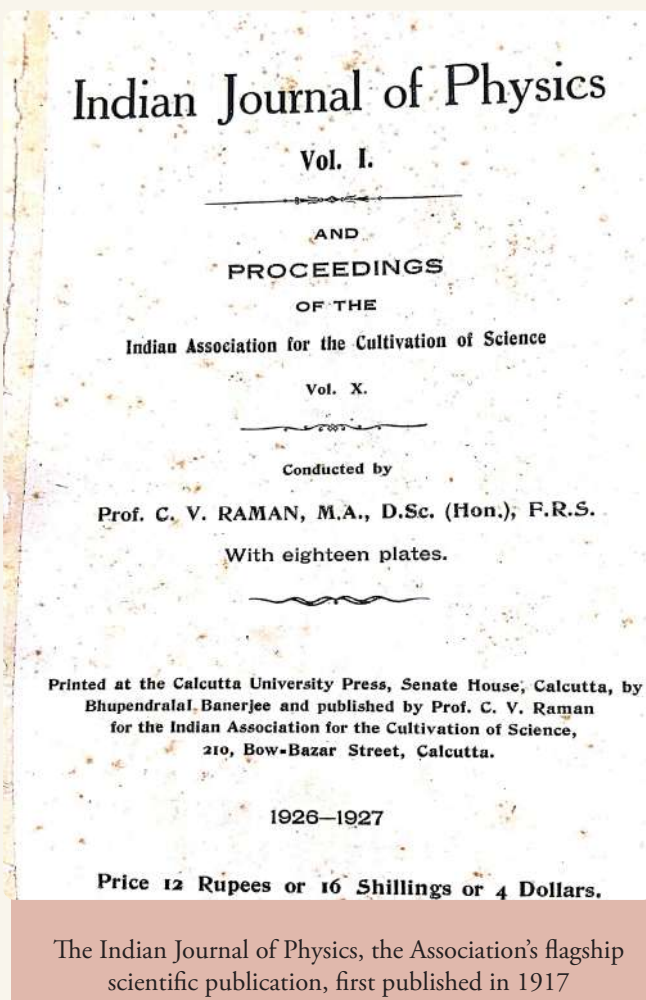 Indian Journal of Physics
Vol. I.
AND
PROCEEDINGS
OF THE
Indian Association for the Cultivation of Science
Vol. X.
Conducted by
Prof. C. V. RAMAN, M.A., D.Sc. (Hon.), F.R.S.
With eighteen plates.
Printed at the Calcutta University Press, Senate House, Calcutta, by
Bhupendralal Banerjee and published by Prof. C. V. Raman
for the Indian Association for the Cultivation of Science,
210, Bow-Bazar Street, Calcutta.
1926—1927
Price 12 Rupees or 16 Shillings or 4 Dollars.
The Indian Journal of Physics, the Association's flagship
scientific publication, first published in 1917